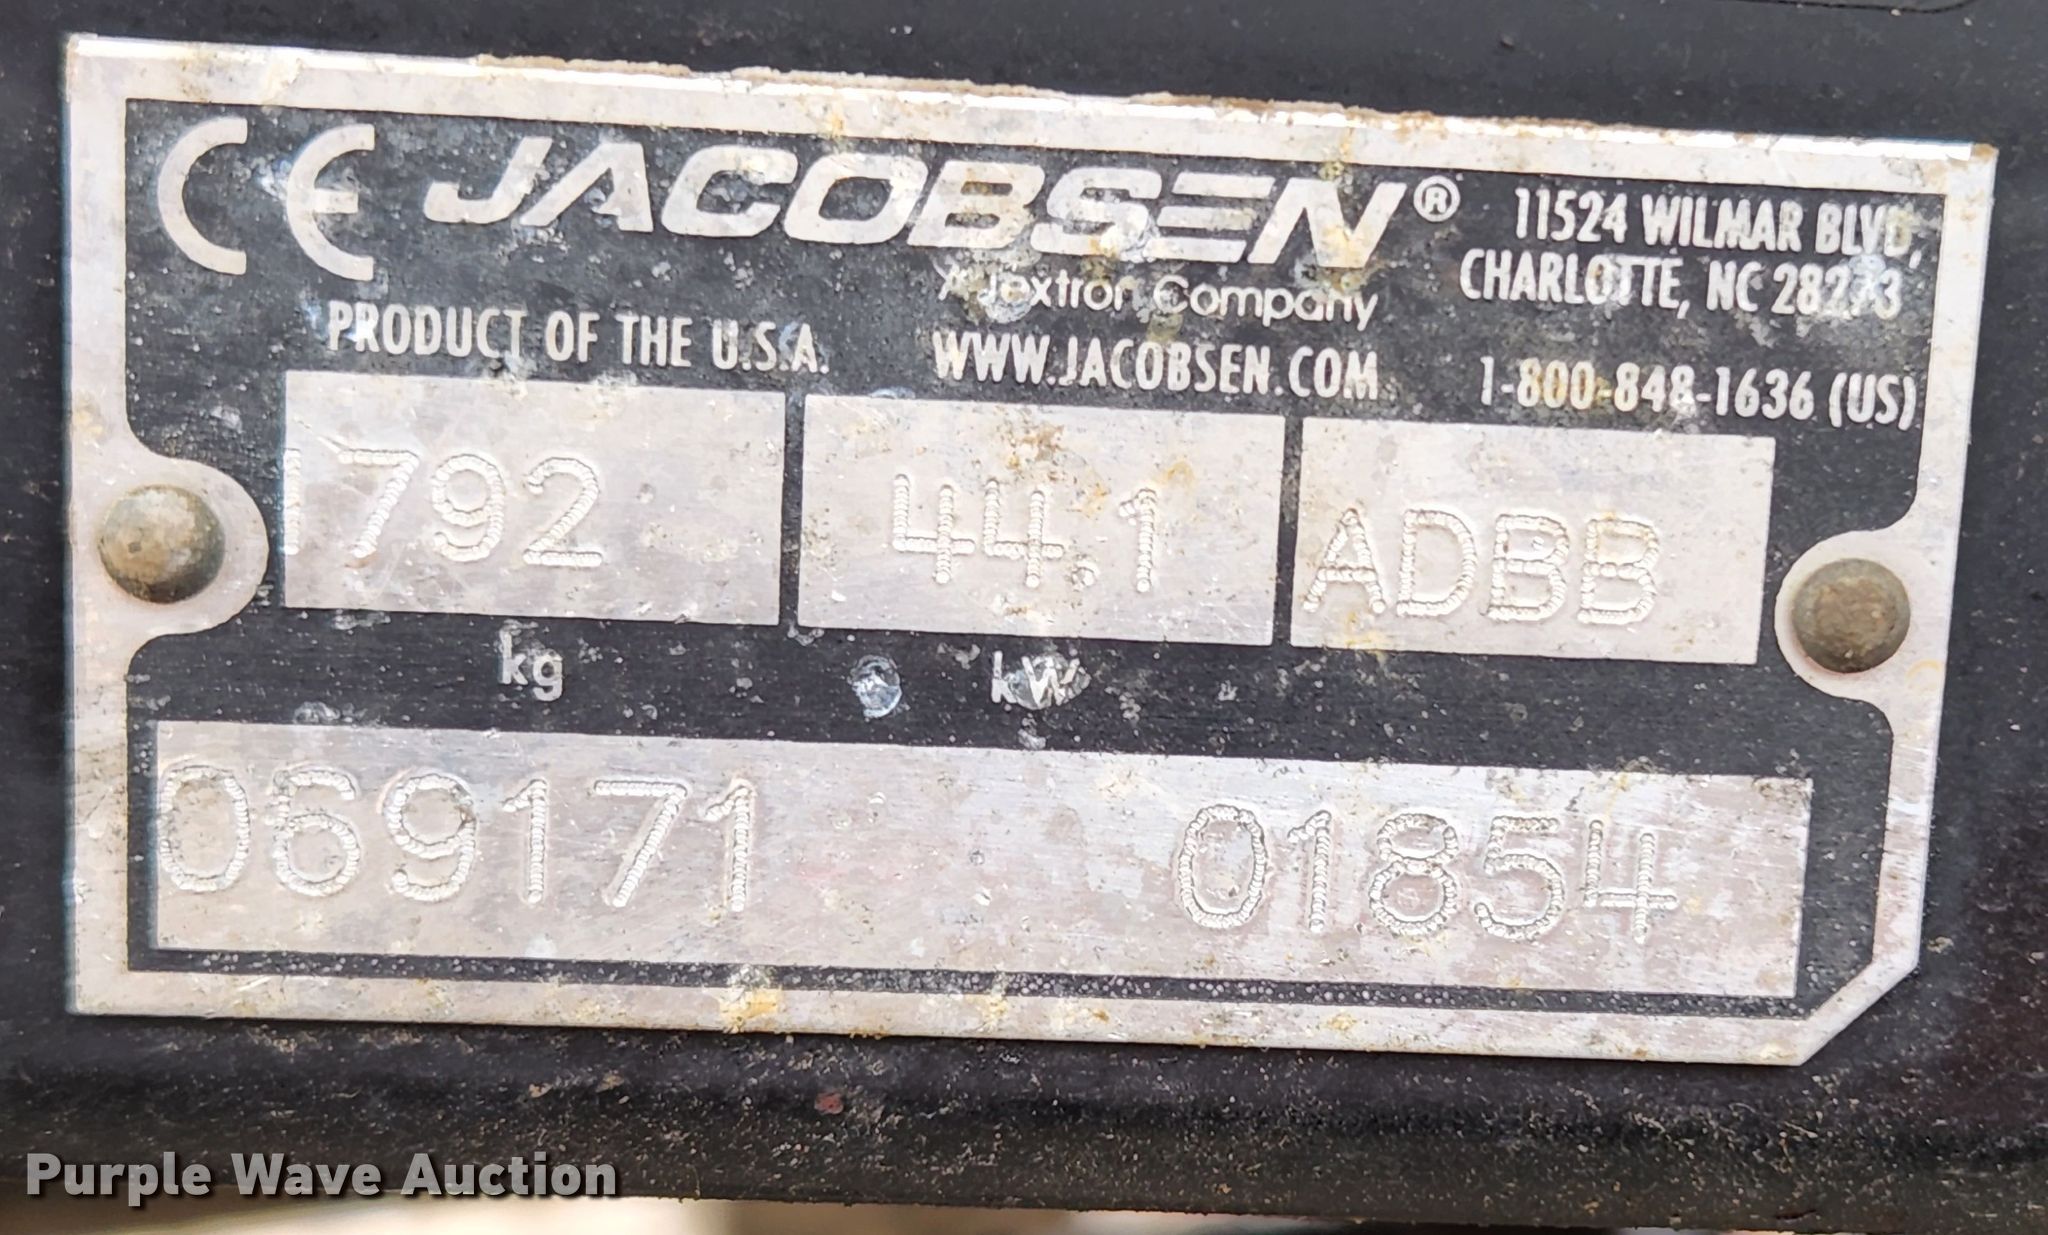 CE JACOBSEN® 11524 WILMAR BLVD,
A Textron Company CHARLOTTE, NC 28273
PRODUCT OF THE U.S.A. WWW.JACOBSEN.COM 1-800-848-1636 (US)
1792 44.1 ADBB
kg kW
069171 01854
Purple Wave Auction